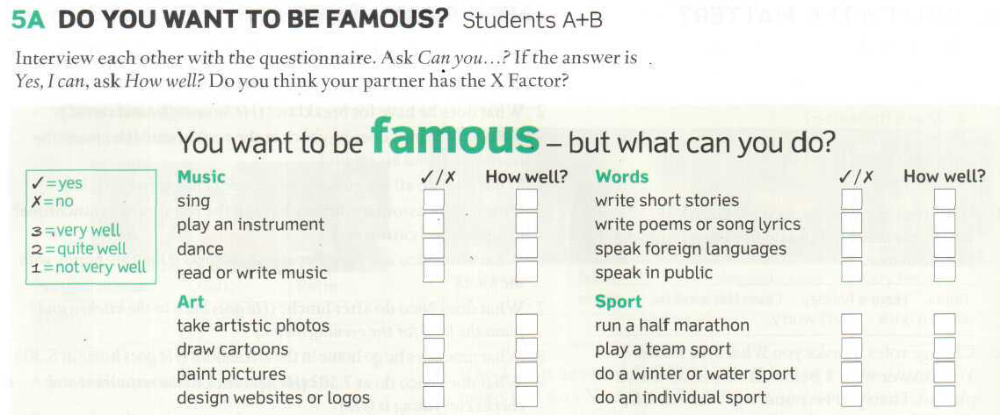 5A DO YOU WANT TO BE FAMOUS? Students A+B
Interview each other with the questionnaire. Ask Can you...? If the answer is
Yes, I can, ask How well? Do you think your partner has the X Factor?
You want to be famous – but what can you do?
✓=yes
✗=no
3=very well
2=quite well
1=not very well
Music ✓/✗ How well?
sing
play an instrument
dance
read or write music
Art
take artistic photos
draw cartoons
paint pictures
design websites or logos
Words ✓/✗ How well?
write short stories
write poems or song lyrics
speak foreign languages
speak in public
Sport
run a half marathon
play a team sport
do a winter or water sport
do an individual sport